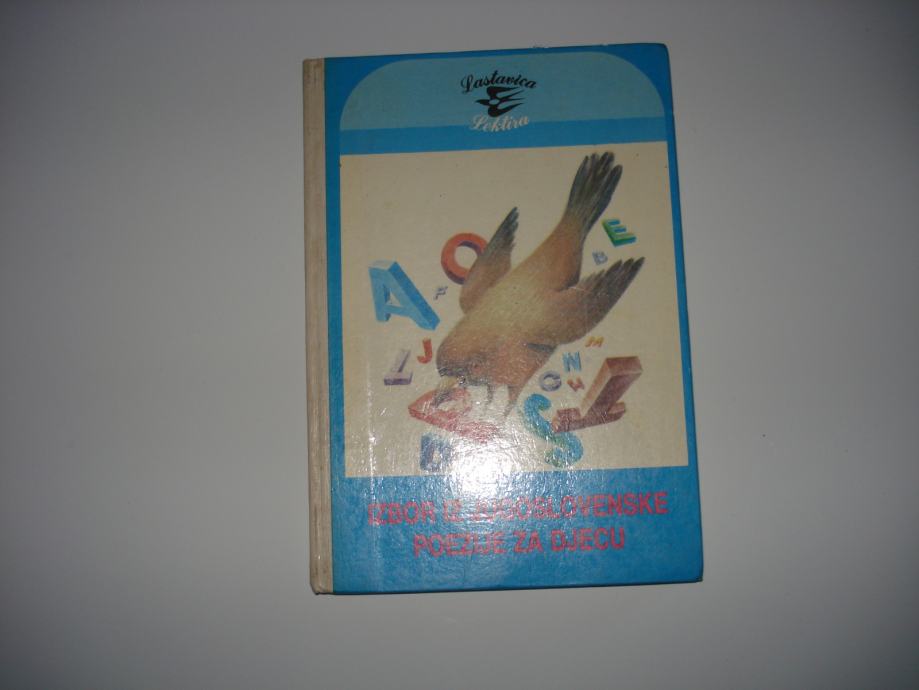 Lastavica
Lektira
A
O
E
B
P
L
J
N
M
O
S
IZBOR IZ JUGOSLOVENSKE
POEZIJE ZA DJECU